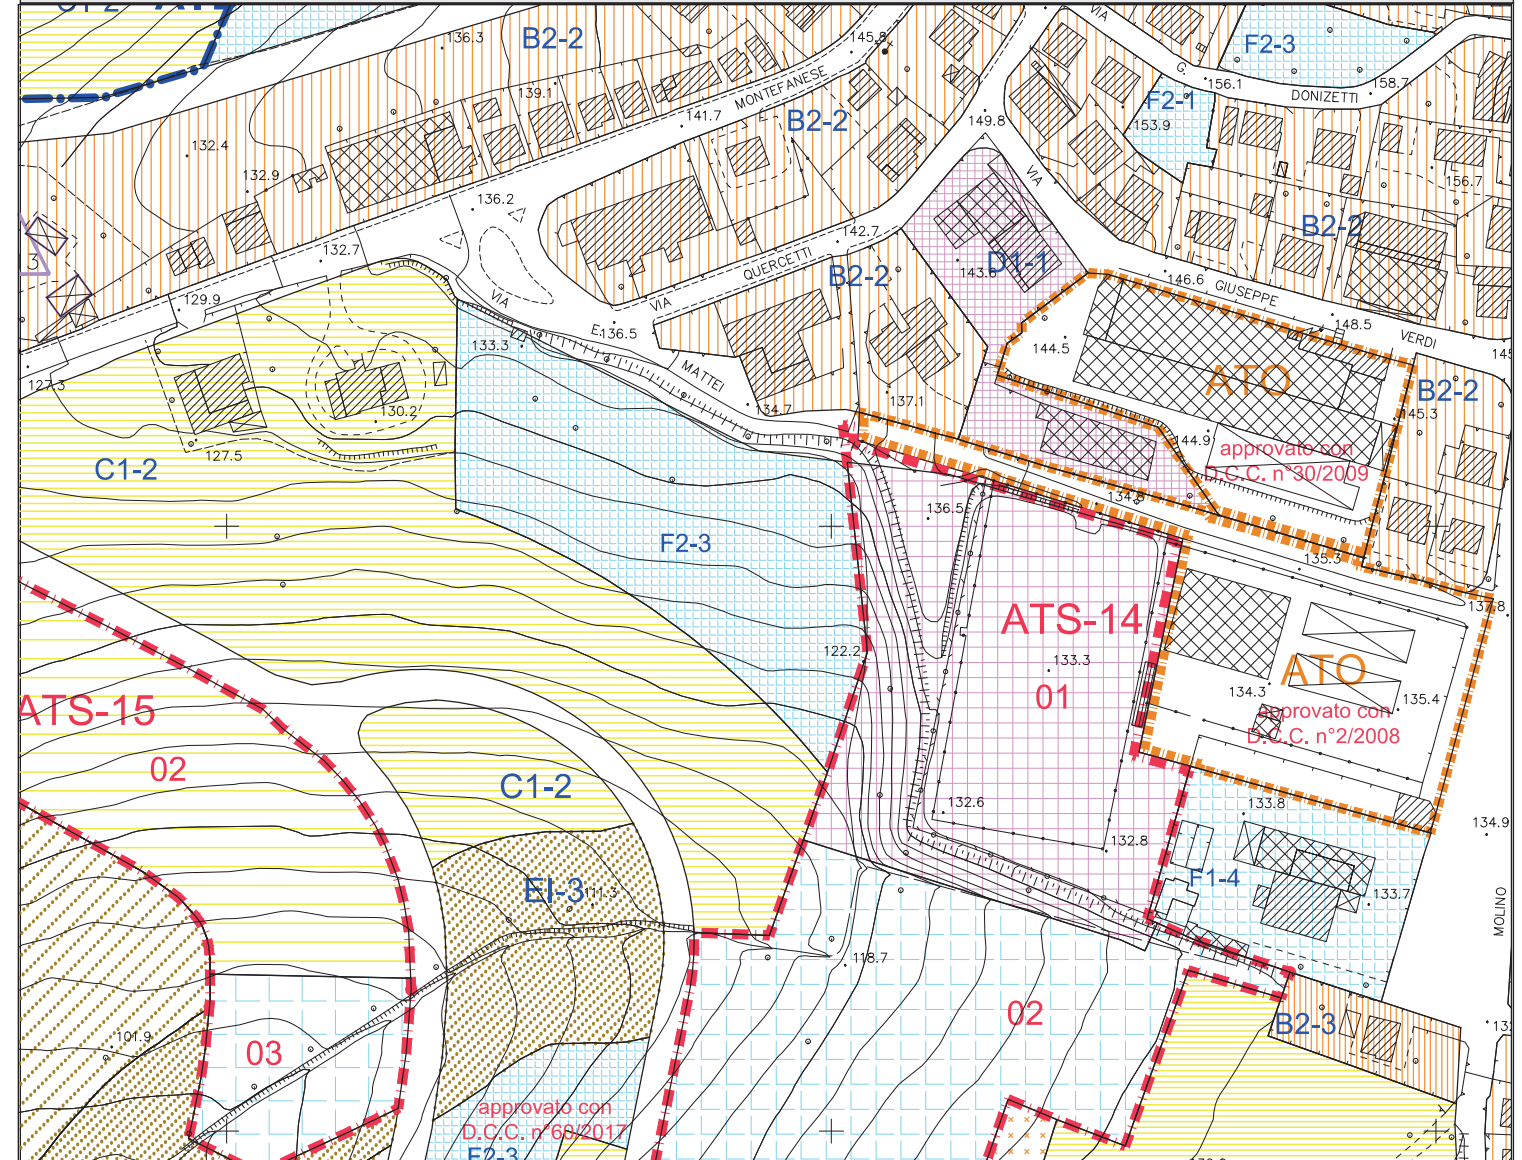 136.3
B2-2
145.8
VIA
G.
DONIZETTI
F2-3
156.1
158.7
F2-1
153.9
139.1
141.7
MONTEFANESE
B2-2
149.8
VIA
132.4
132.9
136.2
156.7
B2-2
142.7
132.7
QUERCETTI
VIA
B2-2
143.6
D1-1
146.6
GIUSEPPE
VERDI
148.5
129.9
VIA
E.
MATTEI
136.5
133.3
144.5
127.3
130.2
134.7
137.1
ATO
B2-2
145.3
144.9
approvato con
D.C.C. n°30/2009
127.5
C1-2
134.8
136.5
F2-3
135.3
137.8
ATS-14
01
122.2
133.3
ATO
134.3
135.4
approvato con
D.C.C. n°2/2008
ATS-15
02
C1-2
132.6
133.8
132.8
134.9
F1-4
133.7
EI-3
111.3
MOLINO
118.7
02
B2-3
101.9
03
approvato con
D.C.C. n°60/2017
F2-3